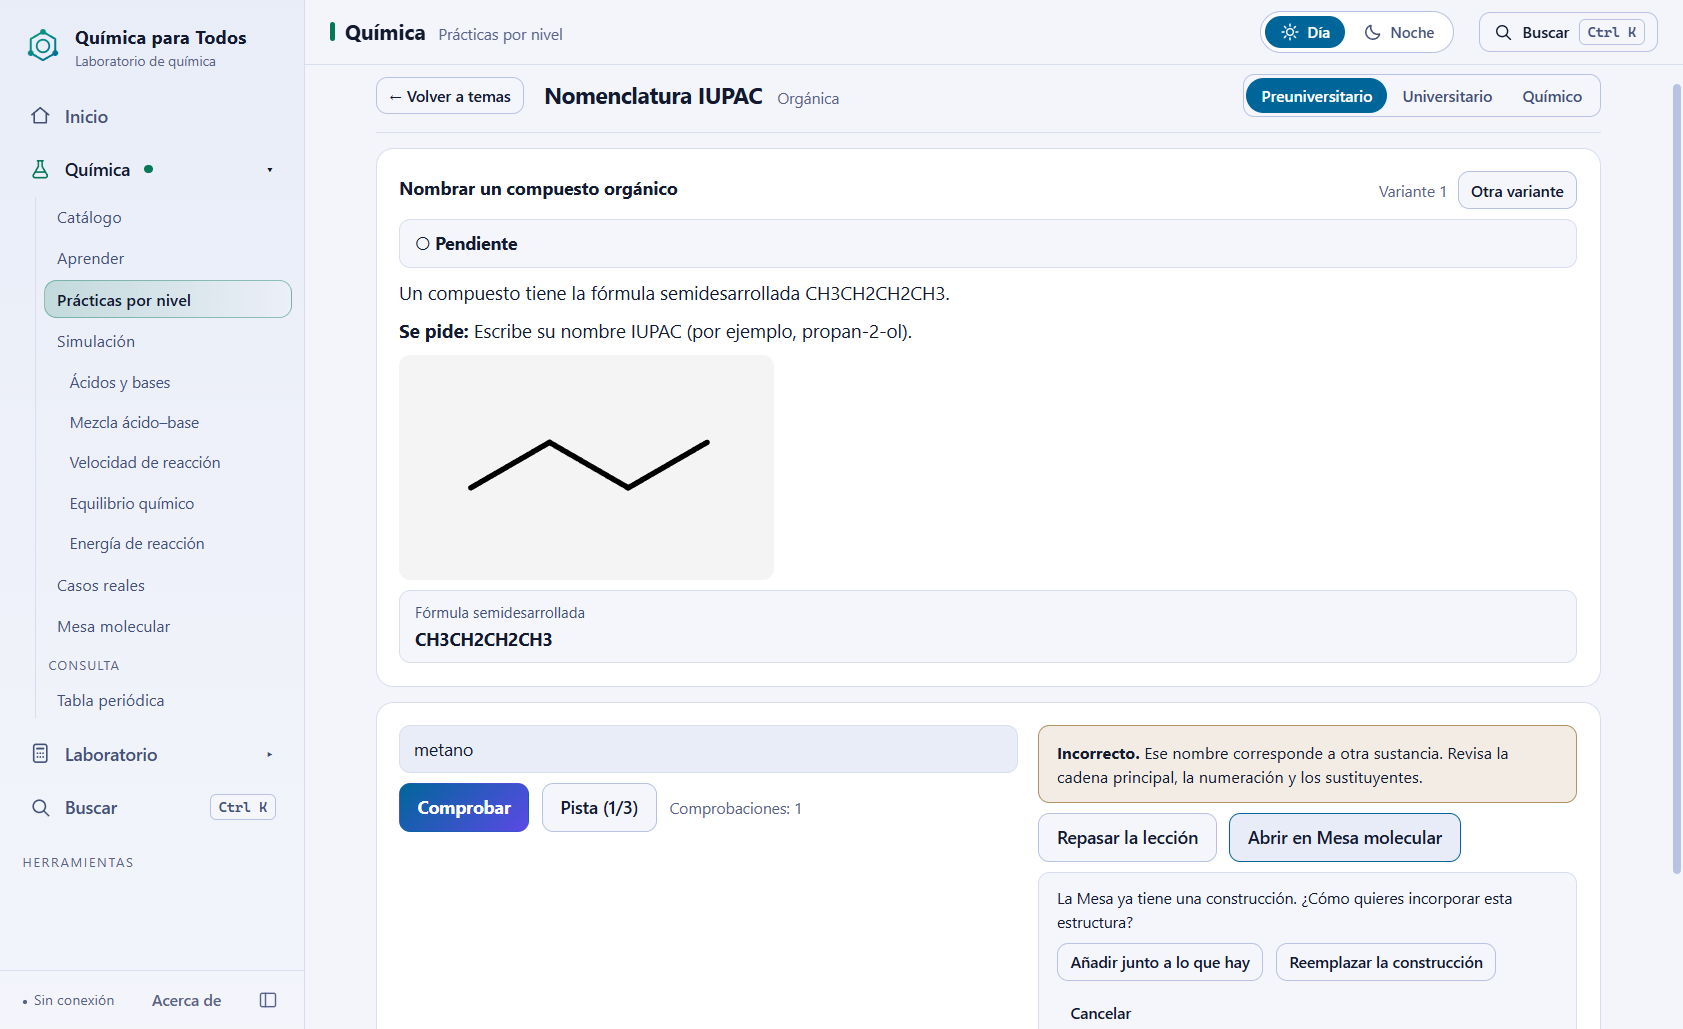 Química para Todos
Laboratorio de química
Inicio
Química
Catálogo
Aprender
Prácticas por nivel
Simulación
Ácidos y bases
Mezcla ácido–base
Velocidad de reacción
Equilibrio químico
Energía de reacción
Casos reales
Mesa molecular
CONSULTA
Tabla periódica
Laboratorio
Buscar Ctrl K
HERRAMIENTAS
Sin conexión Acerca de
Química Prácticas por nivel
Día Noche
Buscar Ctrl K
← Volver a temas Nomenclatura IUPAC Orgánica
Preuniversitario Universitario Químico
Nombrar un compuesto orgánico
Variante 1 Otra variante
Pendiente
Un compuesto tiene la fórmula semidesarrollada CH3CH2CH2CH3.
Se pide: Escribe su nombre IUPAC (por ejemplo, propan-2-ol).
Fórmula semidesarrollada
CH3CH2CH2CH3
metano
Comprobar Pista (1/3) Comprobaciones: 1
Incorrecto. Ese nombre corresponde a otra sustancia. Revisa la
cadena principal, la numeración y los sustituyentes.
Repasar la lección Abrir en Mesa molecular
La Mesa ya tiene una construcción. ¿Cómo quieres incorporar esta
estructura?
Añadir junto a lo que hay Reemplazar la construcción
Cancelar